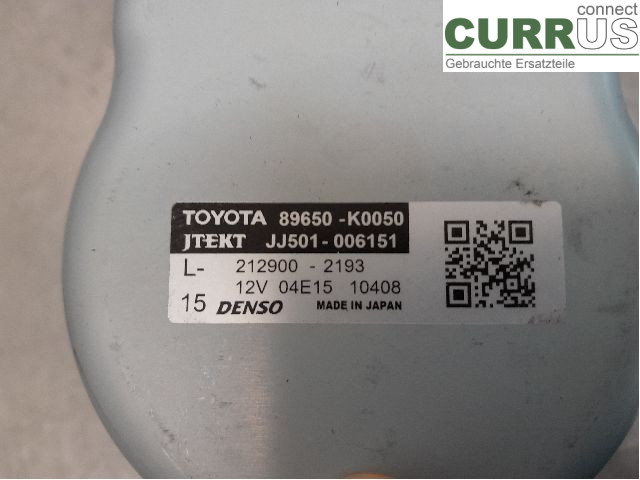 connect
CURRUS
Gebrauchte Ersatzteile
TOYOTA 89650 -K0050
JTEKT JJ501- 006151
L- 212900 - 2193
12V 04E15 10408
15 DENSO MADE IN JAPAN